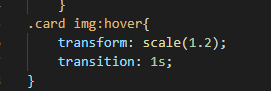 }
.card img:hover{
transform: scale(1.2);
transition: 1s;
}